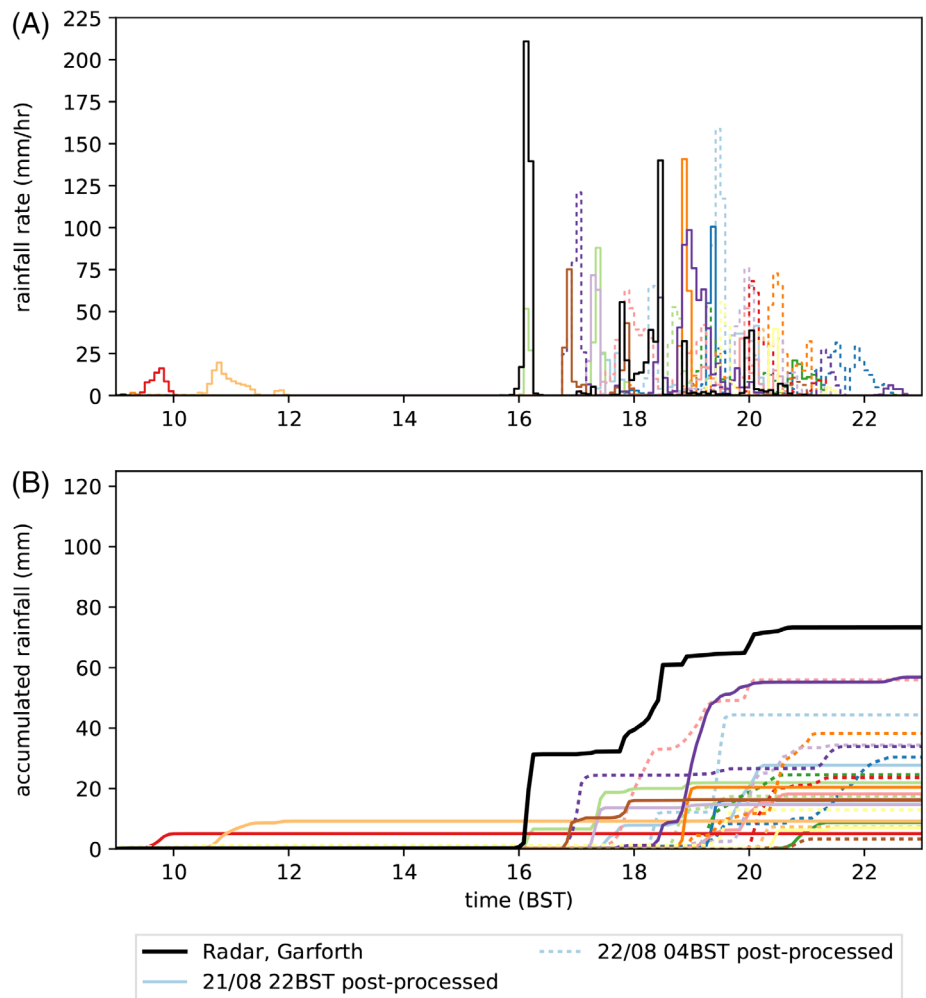 (A)
225
200
175
150
125
100
75
50
25
0
rainfall rate (mm/hr)
10 12 14 16 18 20 22
(B)
120
100
80
60
40
20
0
accumulated rainfall (mm)
10 12 14 16 18 20 22
time (BST)
Radar, Garforth
21/08 22BST post-processed
22/08 04BST post-processed